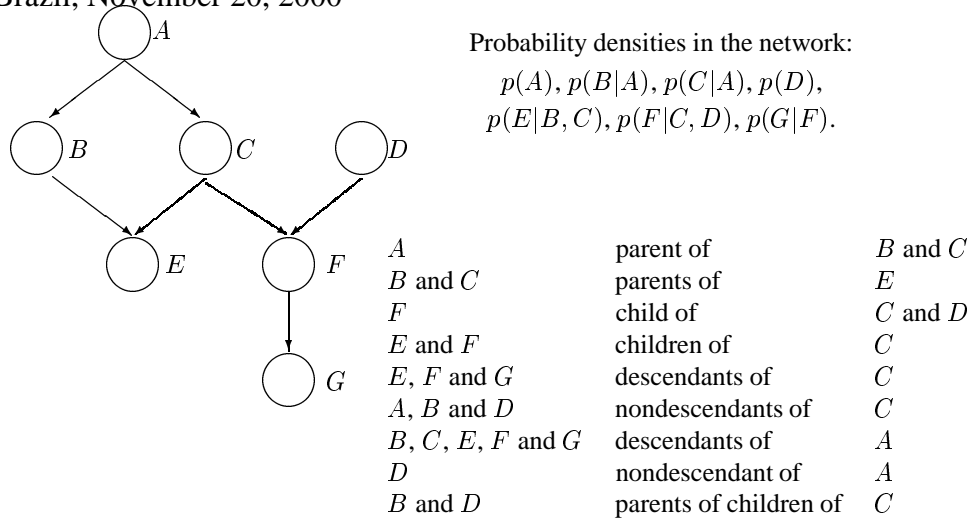 Brazil, November 20, 2000
A
Probability densities in the network:
p(A), p(B|A), p(C|A), p(D),
p(E|B, C), p(F|C, D), p(G|F).
B
C
D
E
F
G
A parent of B and C
B and C parents of E
F child of C and D
E and F children of C
E, F and G descendants of C
A, B and D nondescendants of C
B, C, E, F and G descendants of A
D nondescendant of A
B and D parents of children of C